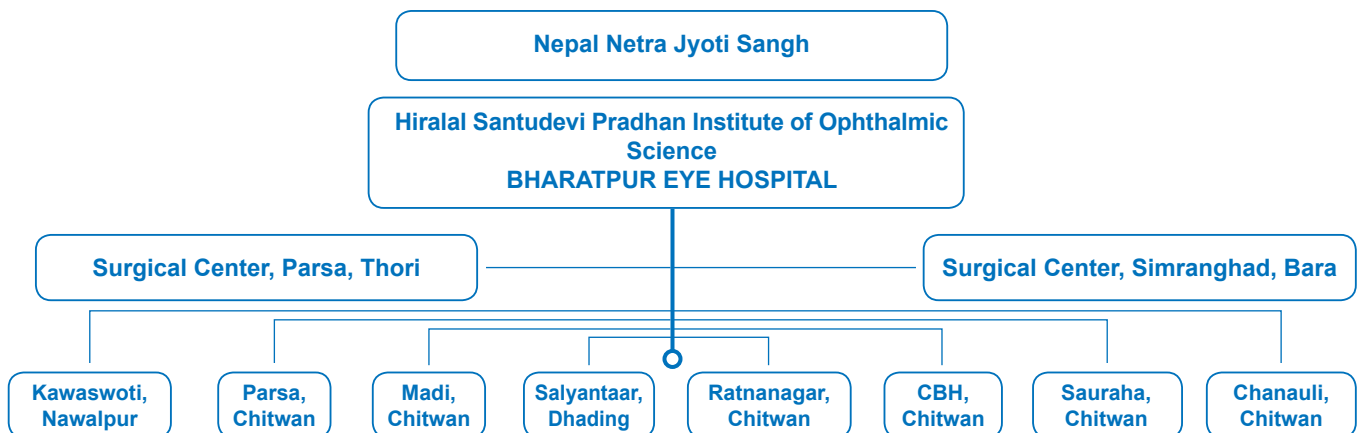 Nepal Netra Jyoti Sangh
Hiralal Santudevi Pradhan Institute of Ophthalmic
Science
BHARATPUR EYE HOSPITAL
Surgical Center, Parsa, Thori
Surgical Center, Simranghad, Bara
Kawaswoti,
Nawalpur
Parsa,
Chitwan
Madi,
Chitwan
Salyantaar,
Dhading
Ratnanagar,
Chitwan
CBH,
Chitwan
Sauraha,
Chitwan
Chanauli,
Chitwan